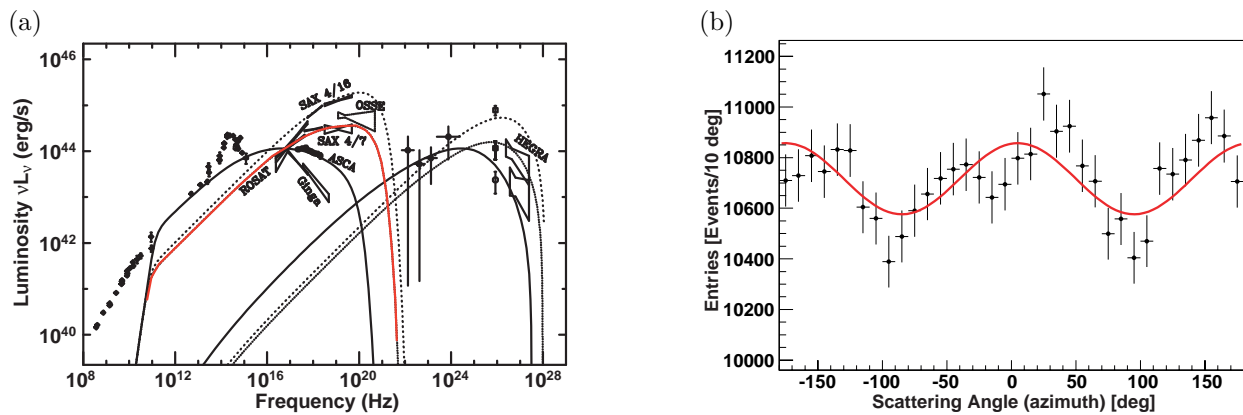 (a)
(b)
Luminosity νLν (erg/s)
10^46
10^44
10^42
10^40
SAX 4/16
OSSE
SAX 4/7
ROSAT
ASCA
Ginga
HEGRA
10^8
10^12
10^16
10^20
10^24
10^28
Frequency (Hz)
Entries [Events/10 deg]
11200
11000
10800
10600
10400
10200
10000
-150
-100
-50
0
50
100
150
Scattering Angle (azimuth) [deg]